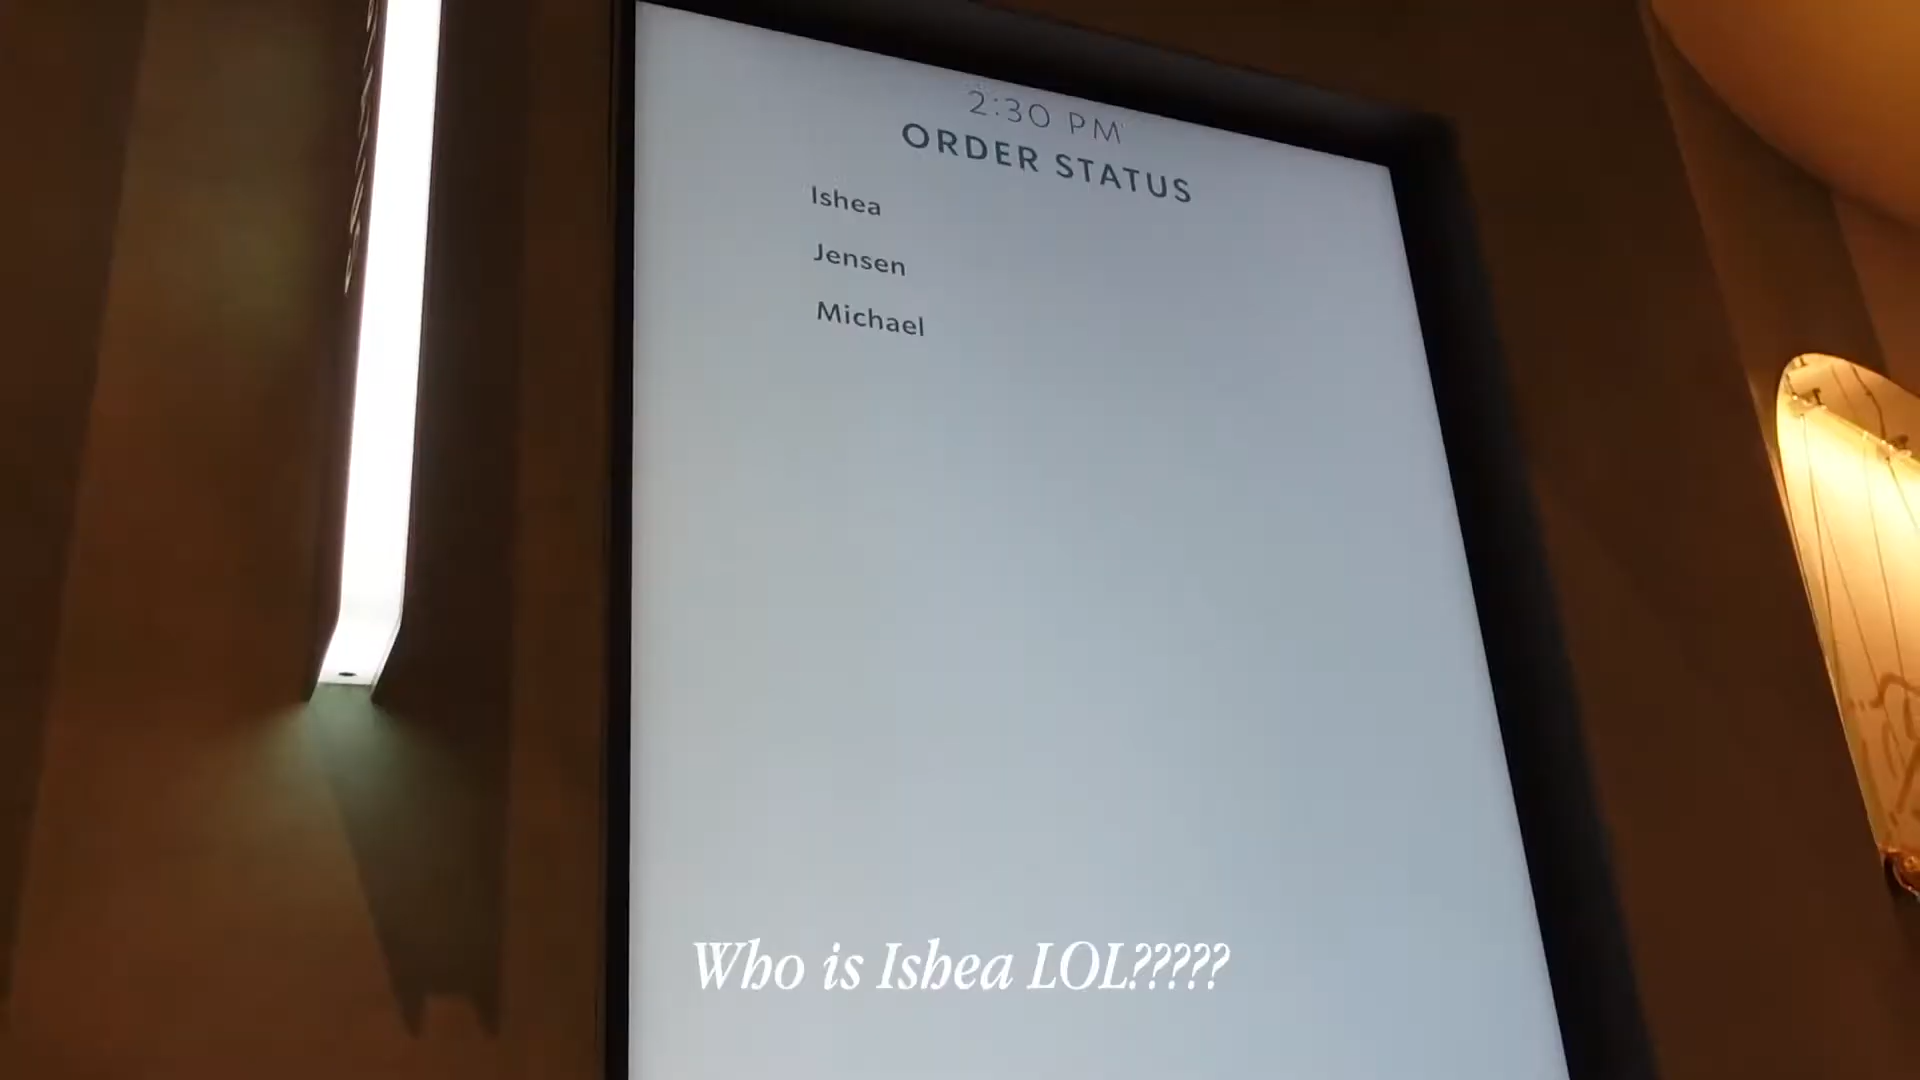 2:30 PM
ORDER STATUS
Ishea
Jensen
Michael
Who is Ishea LOL?????